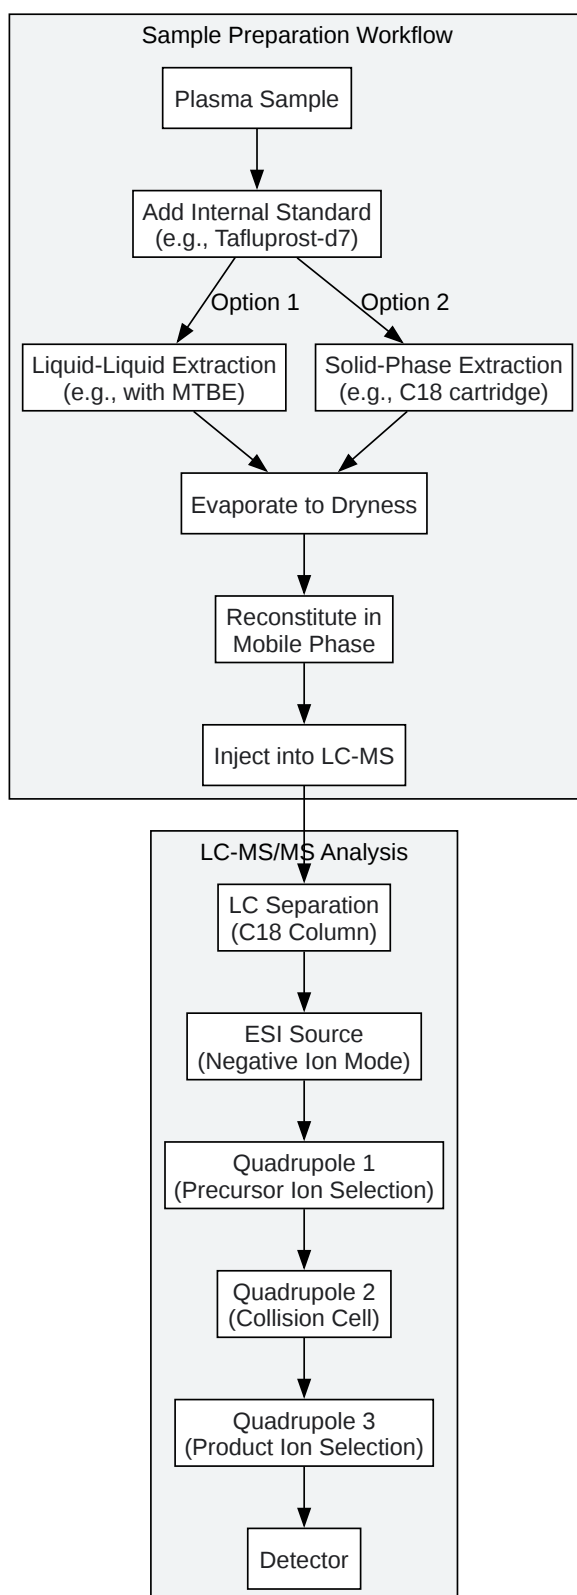 Sample Preparation Workflow
Plasma Sample
Add Internal Standard
(e.g., Tafluprost-d7)
Option 1
Option 2
Liquid-Liquid Extraction
(e.g., with MTBE)
Solid-Phase Extraction
(e.g., C18 cartridge)
Evaporate to Dryness
Reconstitute in
Mobile Phase
Inject into LC-MS
LC-MS/MS Analysis
LC Separation
(C18 Column)
ESI Source
(Negative Ion Mode)
Quadrupole 1
(Precursor Ion Selection)
Quadrupole 2
(Collision Cell)
Quadrupole 3
(Product Ion Selection)
Detector